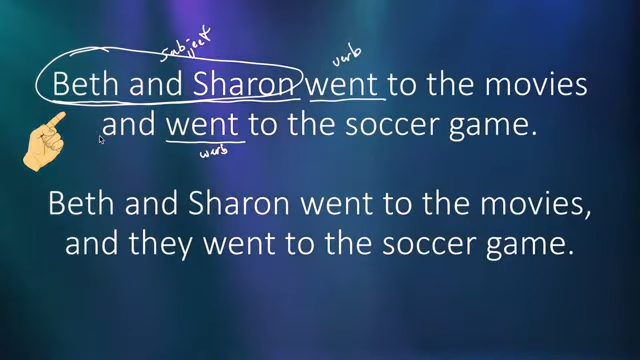 subject verb
Beth and Sharon went to the movies
and went to the soccer game.
verb
Beth and Sharon went to the movies,
and they went to the soccer game.